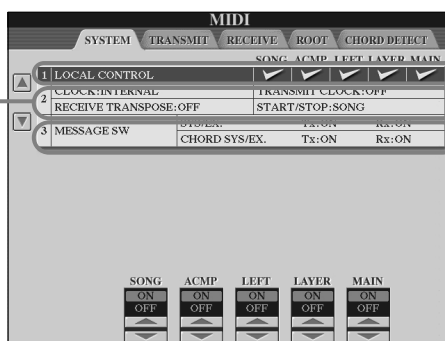 MIDI
SYSTEM TRANSMIT RECEIVE ROOT CHORD DETECT
SONG ACMP LEFT LAYER MAIN
1 LOCAL CONTROL
2 CLOCK:INTERNAL TRANSMIT CLOCK:OFF
RECEIVE TRANSPOSE:OFF START/STOP:SONG
3 MESSAGE SW SYS/EX. Tx:ON Rx:ON
CHORD SYS/EX. Tx:ON Rx:ON
SONG ACMP LEFT LAYER MAIN
ON ON ON ON ON
OFF OFF OFF OFF OFF